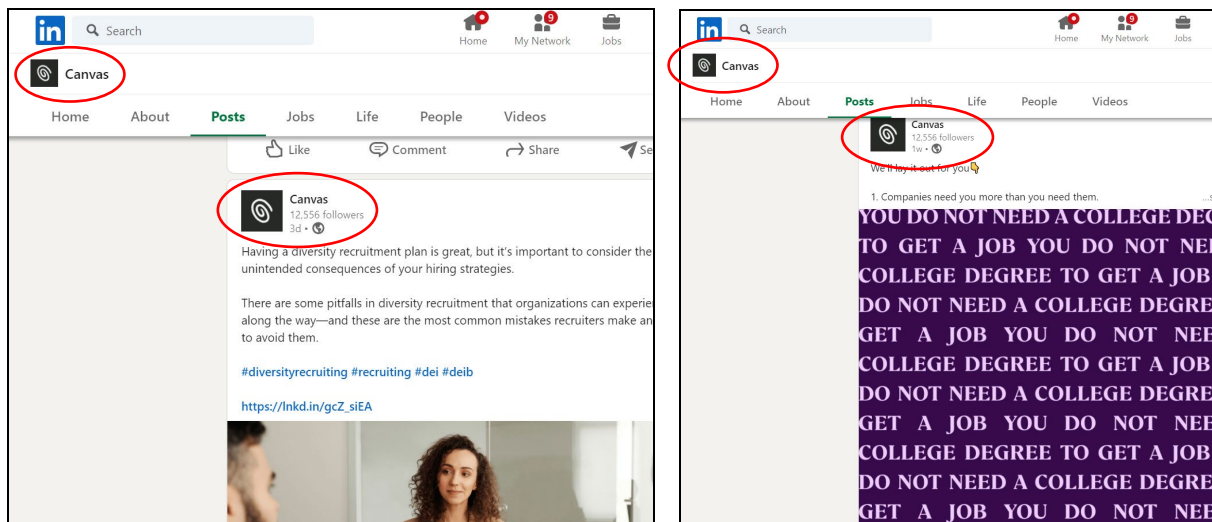 in Search
Home My Network 9 Jobs
Canvas
Home About Posts Jobs Life People Videos
Like Comment Share Se
Canvas
12,556 followers
3d •
Having a diversity recruitment plan is great, but it's important to consider the
unintended consequences of your hiring strategies.
There are some pitfalls in diversity recruitment that organizations can experie
along the way—and these are the most common mistakes recruiters make an
to avoid them.
#diversityrecruiting #recruiting #dei #deib
https://lnkd.in/gcZ_siEA
in Search
Home My Network 9 Jobs
Canvas
Home About Posts Jobs Life People Videos
Canvas
12,556 followers
1w •
We'll lay it out for you👇
1. Companies need you more than you need them. ...s
YOU DO NOT NEED A COLLEGE DEG
TO GET A JOB YOU DO NOT NEE
COLLEGE DEGREE TO GET A JOB
DO NOT NEED A COLLEGE DEGRE
GET A JOB YOU DO NOT NEE
COLLEGE DEGREE TO GET A JOB
DO NOT NEED A COLLEGE DEGRE
GET A JOB YOU DO NOT NEE
COLLEGE DEGREE TO GET A JOB
DO NOT NEED A COLLEGE DEGRE
GET A JOB YOU DO NOT NEE